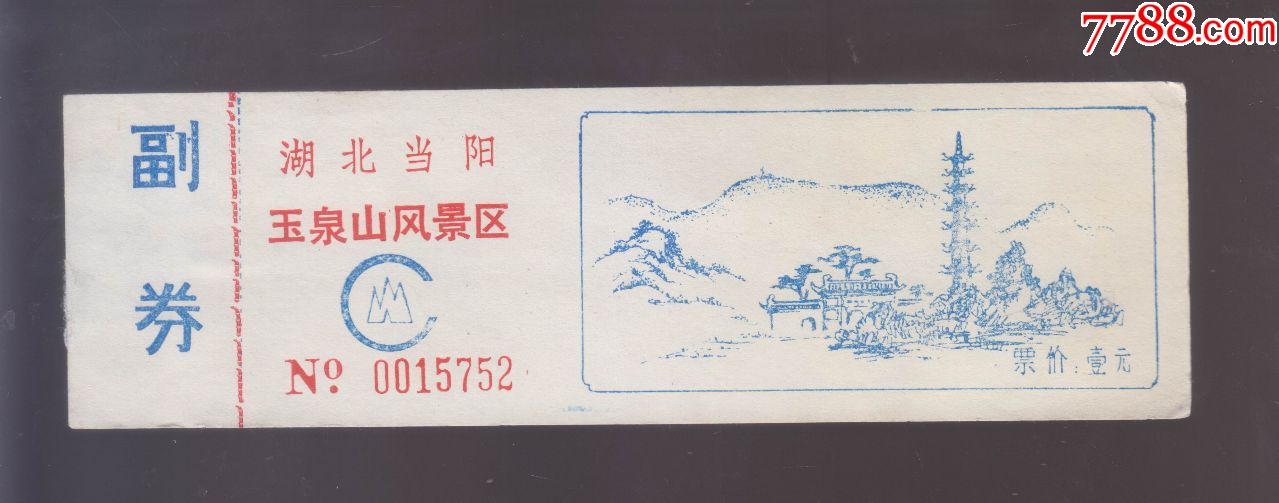 7788.com
副券
湖北当阳
玉泉山风景区
No. 0015752
票价:壹元